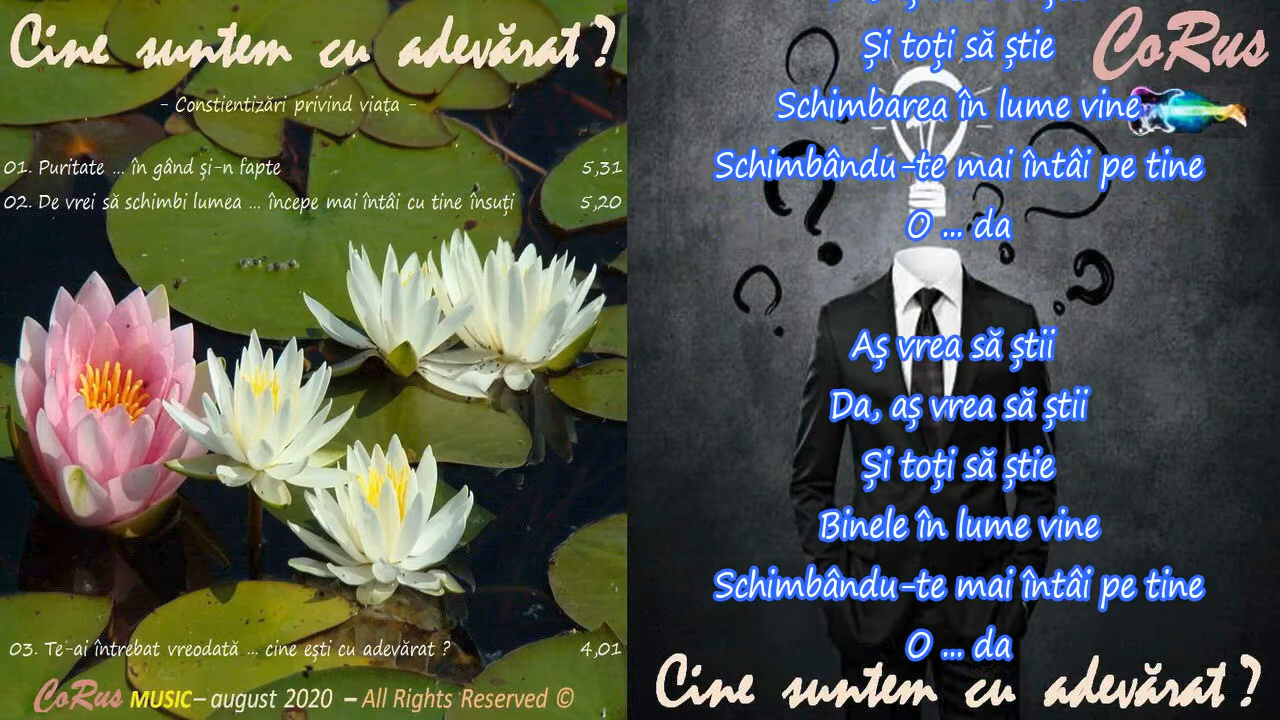 Cine suntem cu adevărat ?
- Constientizări privind viața -
01. Puritate ... în gând și-n fapte 5,31
02. De vrei să schimbi lumea ... începe mai întâi cu tine însuți 5,20
03. Te-ai întrebat vreodată ... cine ești cu adevărat ? 4,01
CoRus MUSIC – august 2020 – All Rights Reserved ©
CoRus
Și toți să știe
Schimbarea în lume vine
Schimbându-te mai întâi pe tine
O ... da
Aș vrea să știi
Da, aș vrea să știi
Și toți să știe
Binele în lume vine
Schimbându-te mai întâi pe tine
O ... da
Cine suntem cu adevărat ?